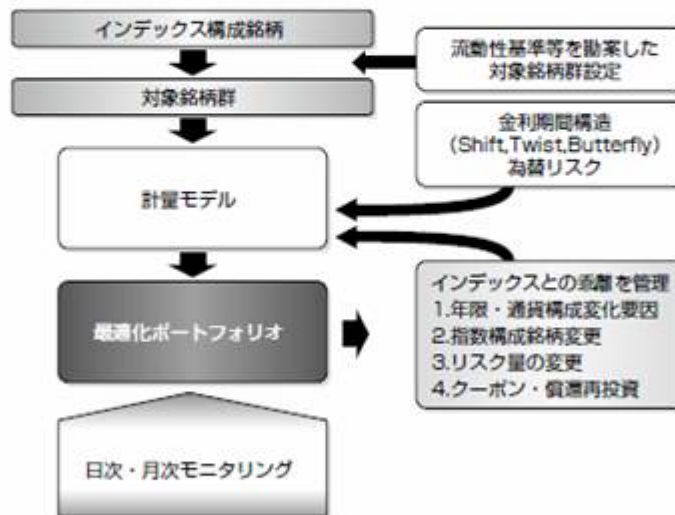 インデックス構成銘柄
流動性基準等を勘案した
対象銘柄群設定
対象銘柄群
金利期間構造
(Shift,Twist,Butterfly)
為替リスク
計量モデル
インデックスとの乖離を管理
1.年限・通貨構成変化要因
2.指数構成銘柄変更
3.リスク量の変更
4.クーポン・償還再投資
最適化ポートフォリオ
日次・月次モニタリング